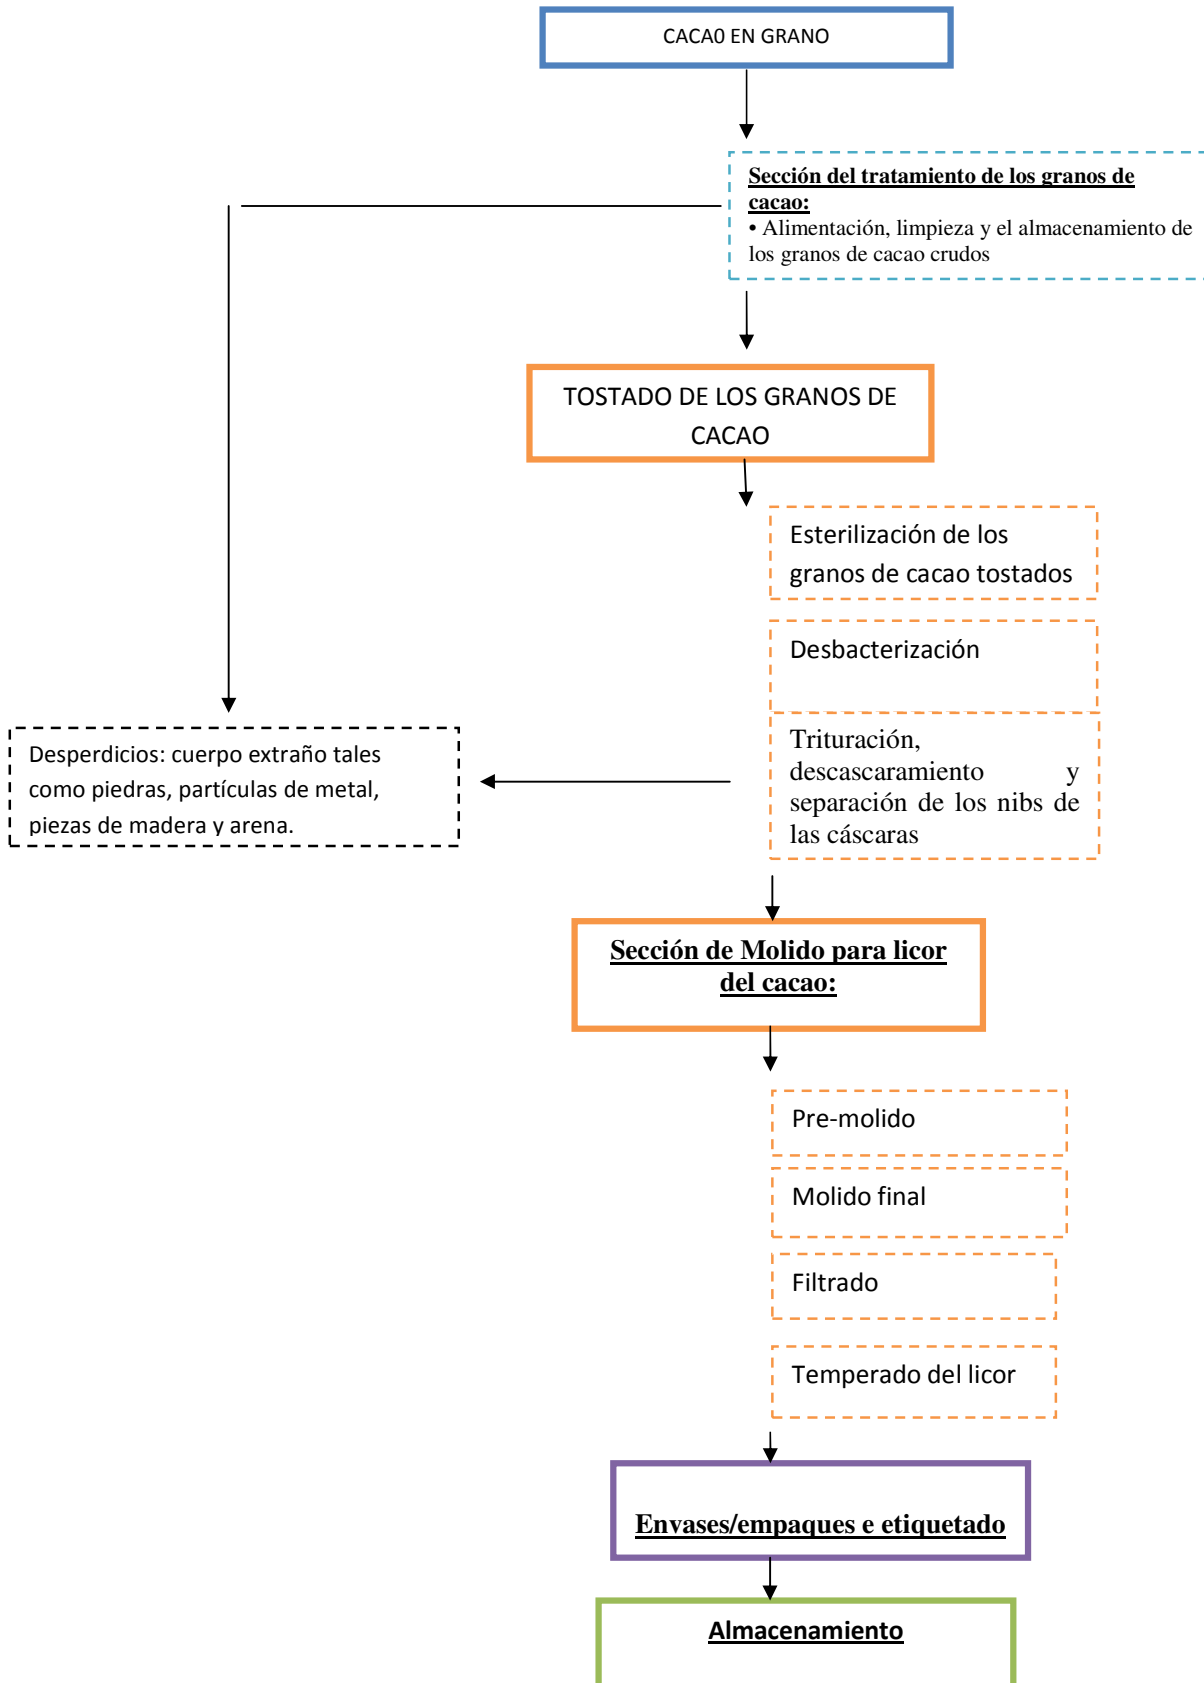 CACA0 EN GRANO
Sección del tratamiento de los granos de
cacao:
• Alimentación, limpieza y el almacenamiento de
los granos de cacao crudos
TOSTADO DE LOS GRANOS DE
CACAO
Esterilización de los
granos de cacao tostados
Desbacterización
Trituración,
descascaramiento y
separación de los nibs de
las cáscaras
Desperdicios: cuerpo extraño tales
como piedras, partículas de metal,
piezas de madera y arena.
Sección de Molido para licor
del cacao:
Pre-molido
Molido final
Filtrado
Temperado del licor
Envases/empaques e etiquetado
Almacenamiento